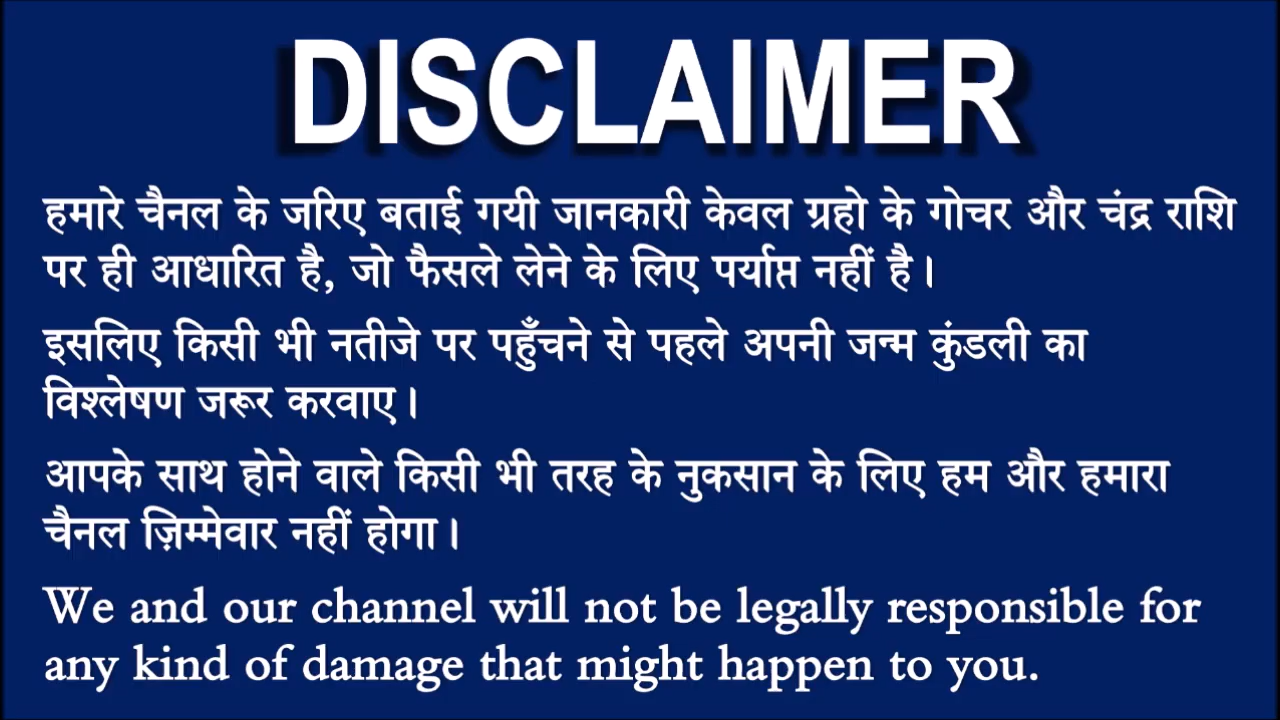 DISCLAIMER
हमारे चैनल के जरिए बताई गयी जानकारी केवल ग्रहो के गोचर और चंद्र राशि
पर ही आधारित है, जो फैसले लेने के लिए पर्याप्त नहीं है।
इसलिए किसी भी नतीजे पर पहुँचने से पहले अपनी जन्म कुंडली का
विश्लेषण जरूर करवाए।
आपके साथ होने वाले किसी भी तरह के नुकसान के लिए हम और हमारा
चैनल ज़िम्मेवार नहीं होगा।
We and our channel will not be legally responsible for
any kind of damage that might happen to you.